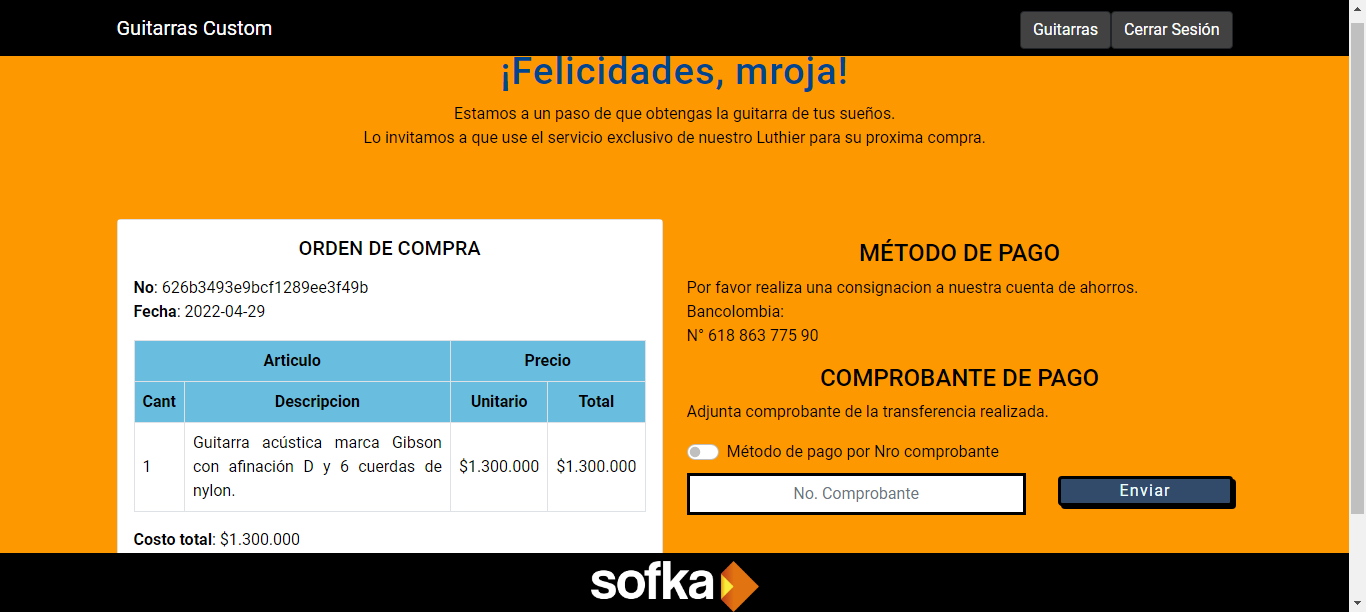 Guitarras Custom
Guitarras
Cerrar Sesión
¡Felicidades, mroja!
Estamos a un paso de que obtengas la guitarra de tus sueños.
Lo invitamos a que use el servicio exclusivo de nuestro Luthier para su proxima compra.
ORDEN DE COMPRA
No: 626b3493e9bcf1289ee3f49b
Fecha: 2022-04-29
Articulo Precio
Cant Descripcion Unitario Total
1 Guitarra acústica marca Gibson
con afinación D y 6 cuerdas de
nylon.
$1.300.000 $1.300.000
Costo total: $1.300.000
MÉTODO DE PAGO
Por favor realiza una consignacion a nuestra cuenta de ahorros.
Bancolombia:
N° 618 863 775 90
COMPROBANTE DE PAGO
Adjunta comprobante de la transferencia realizada.
Método de pago por Nro comprobante
No. Comprobante
Enviar
sofka